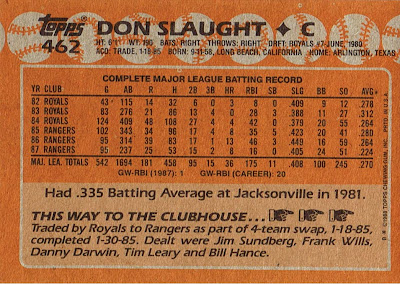 Topps
462
DON SLAUGHT ✦ C
HT: 6'1" WT: 190 BATS: RIGHT THROWS: RIGHT DRFT: ROYALS #7-JUNE, 1980
ACQ: TRADE, 1-18-85 BORN: 9-11-58, LONG BEACH, CALIFORNIA HOME: ARLINGTON, TEXAS
COMPLETE MAJOR LEAGUE BATTING RECORD
YR CLUB G AB R H 2B 3B HR RBI SB SLG BB SO AVG
82 ROYALS 43 115 14 32 6 0 3 8 0 .409 9 12 .278
83 ROYALS 83 276 21 86 13 4 0 28 3 .388 11 27 .312
84 ROYALS 124 409 48 108 27 4 4 42 0 .379 20 55 .264
85 RANGERS 102 343 34 96 17 4 8 35 5 .423 20 41 .280
86 RANGERS 95 314 39 83 17 1 13 46 3 .449 16 59 .264
87 RANGERS 95 237 25 53 15 2 8 16 0 .405 24 51 .224
MAJ. LEA. TOTALS 542 1694 181 458 95 15 36 175 11 .408 100 245 .270
GW-RBI (1987): 1 GW-RBI (CAREER): 20
Had .335 Batting Average at Jacksonville in 1981.
THIS WAY TO THE CLUBHOUSE...
Traded by Royals to Rangers as part of 4-team swap, 1-18-85,
completed 1-30-85. Dealt were Jim Sundberg, Frank Wills,
Danny Darwin, Tim Leary and Bill Hance.
©1988 TOPPS CHEWING GUM, INC. PRTD. IN U.S.A.